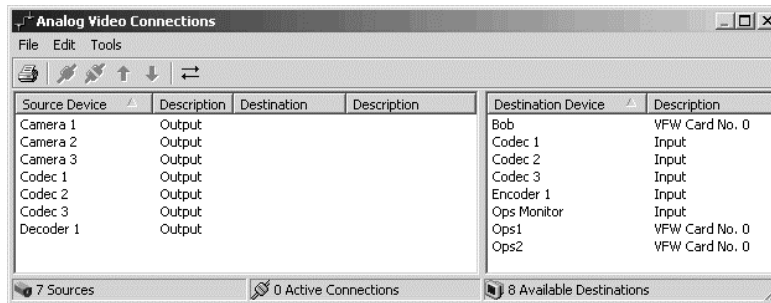 Analog Video Connections
File Edit Tools
Source Device Description Destination Description
Camera 1 Output
Camera 2 Output
Camera 3 Output
Codec 1 Output
Codec 2 Output
Codec 3 Output
Decoder 1 Output
Destination Device Description
Bob VFW Card No. 0
Codec 1 Input
Codec 2 Input
Codec 3 Input
Encoder 1 Input
Ops Monitor Input
Ops1 VFW Card No. 0
Ops2 VFW Card No. 0
7 Sources 0 Active Connections 8 Available Destinations